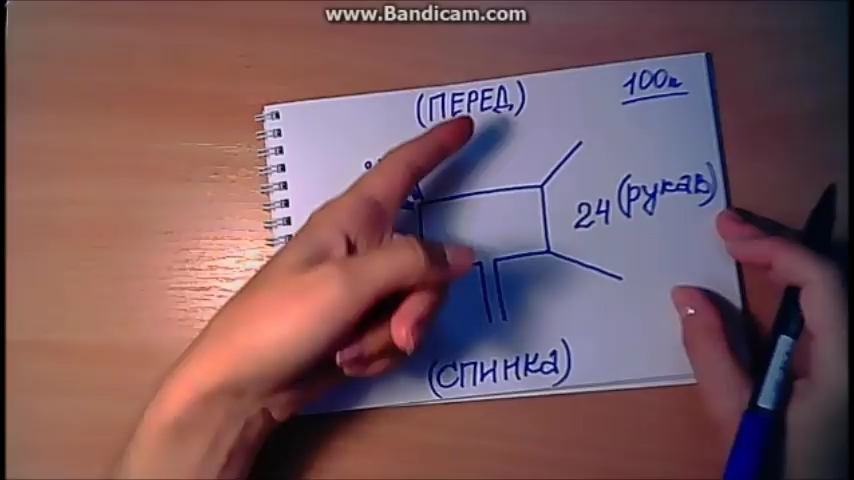 www.Bandicam.com
(ПЕРЕД)
100п
24 (рукав)
(СПИНКа)